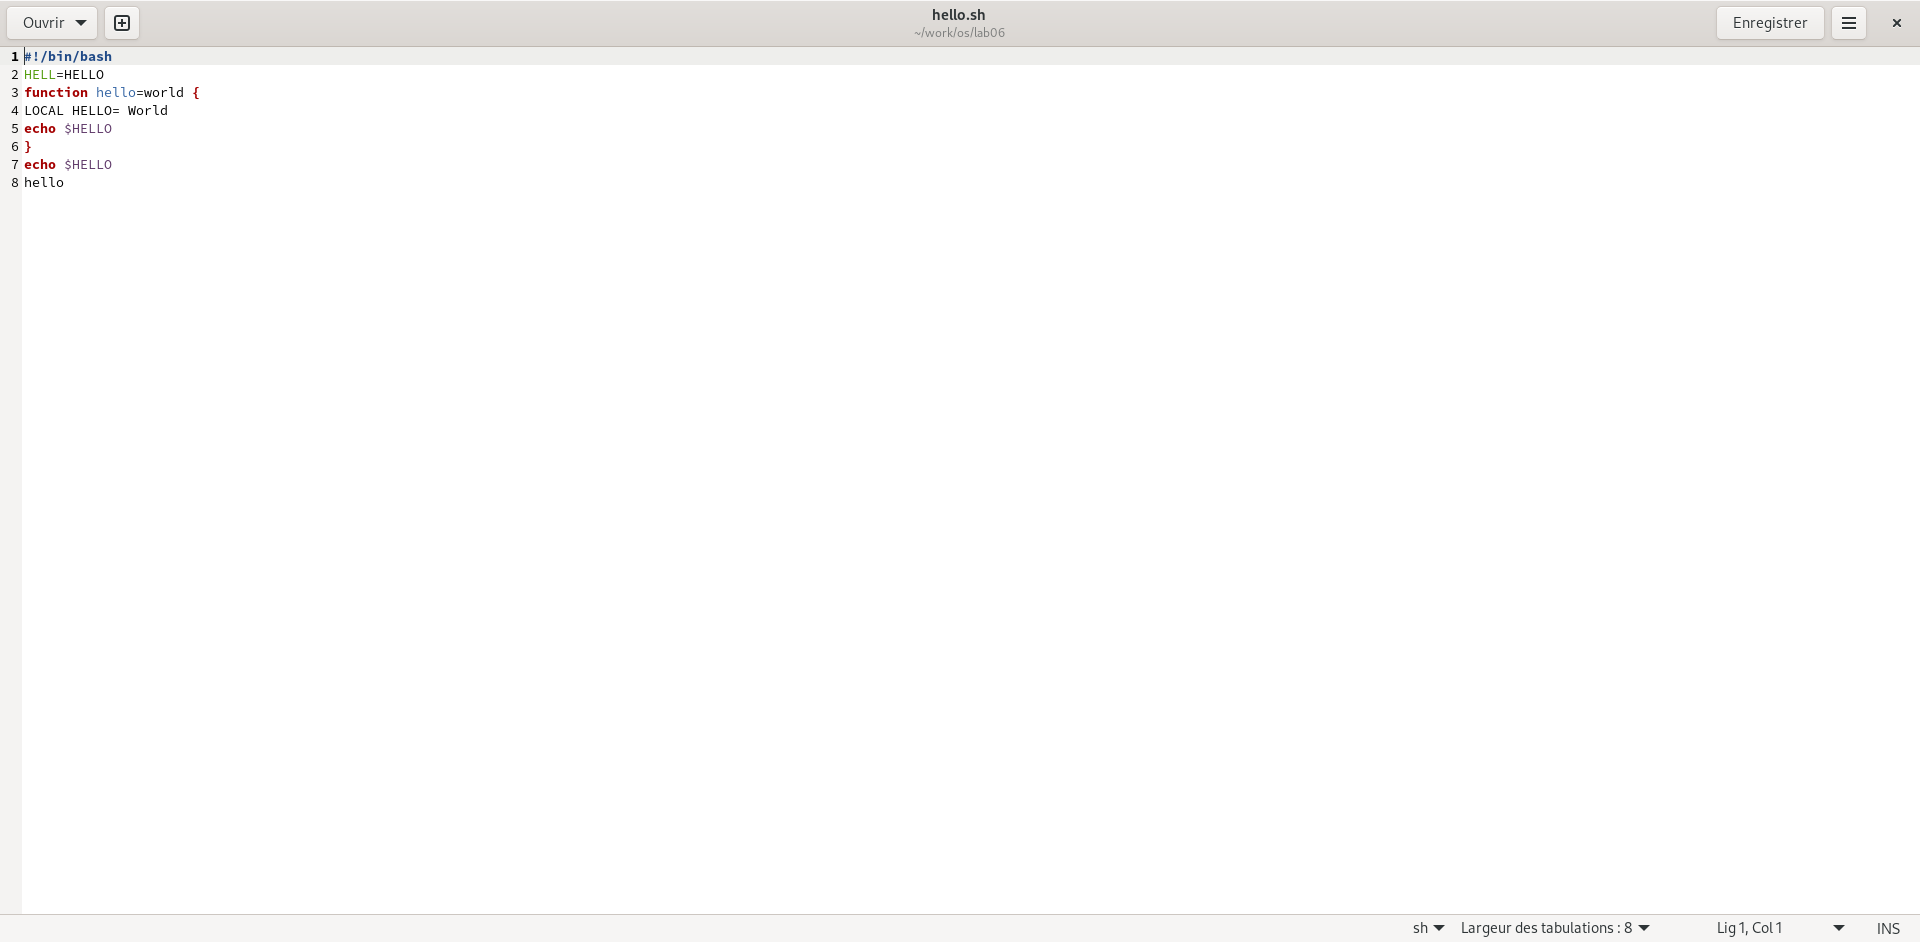 Ouvrir
hello.sh
~/work/os/lab06
Enregistrer
1 #!/bin/bash
2 HELL=HELLO
3 function hello=world {
4 LOCAL HELLO= World
5 echo $HELLO
6 }
7 echo $HELLO
8 hello
sh Largeur des tabulations : 8 Lig 1, Col 1 INS